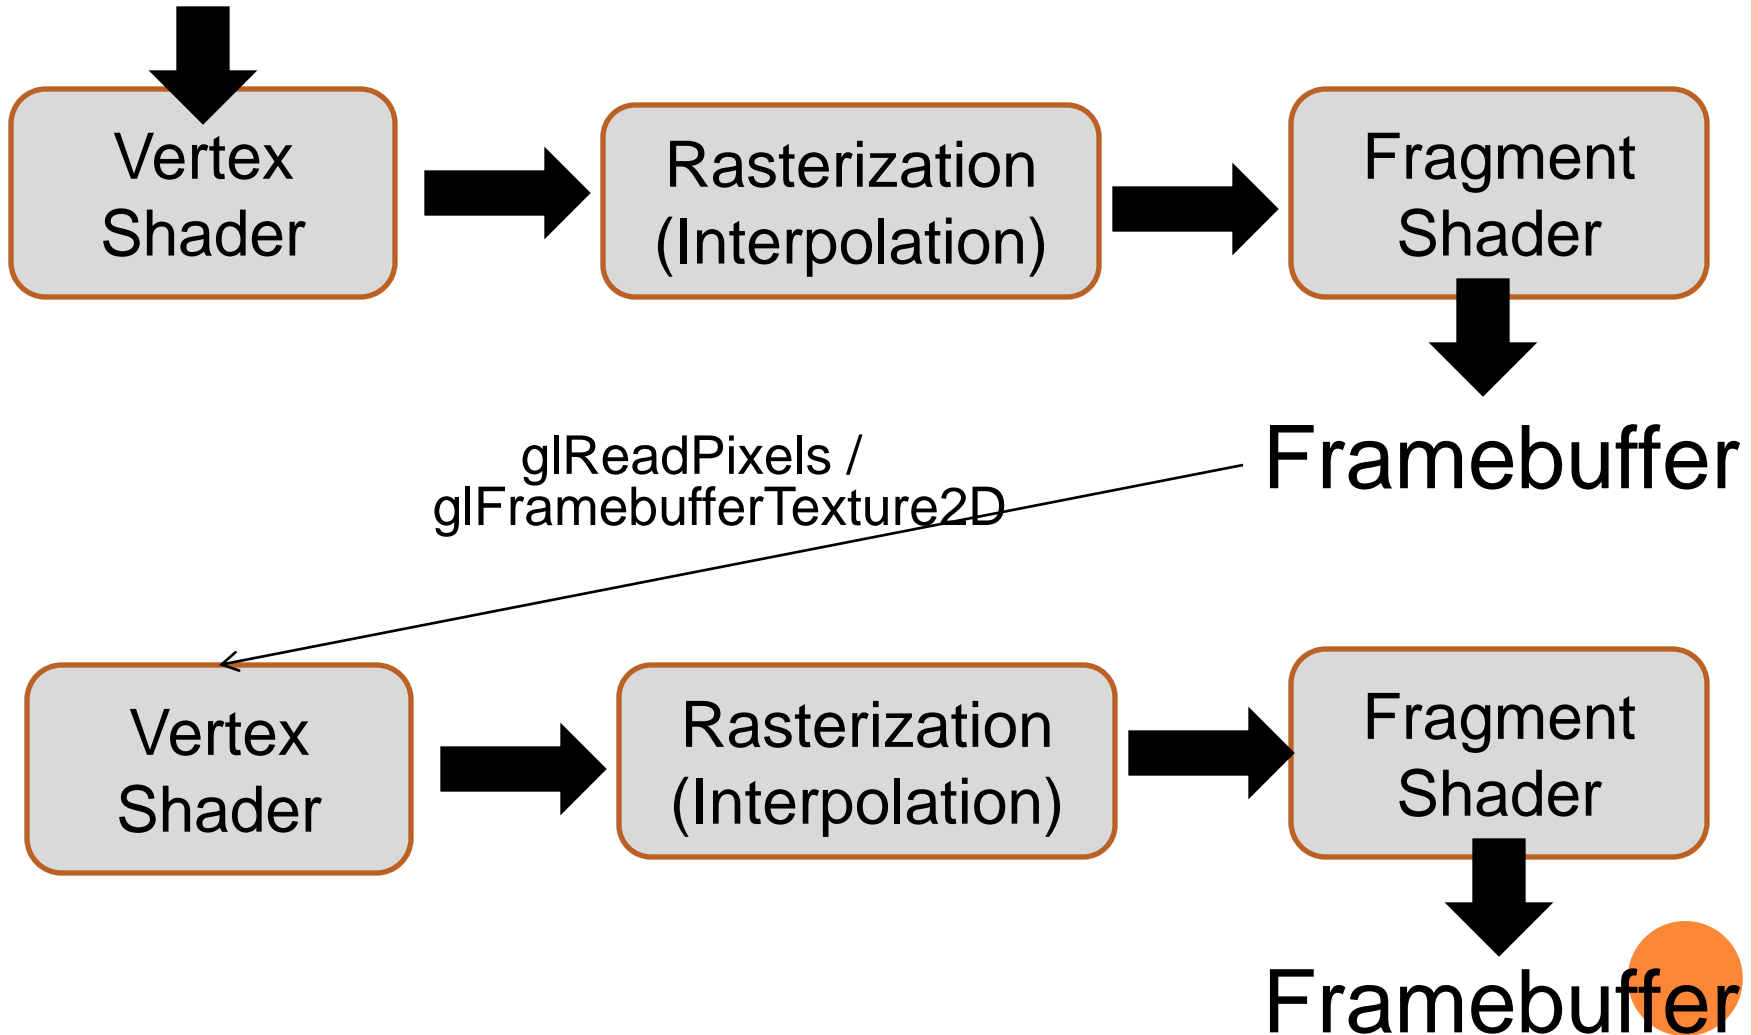 Vertex
Shader
Rasterization
(Interpolation)
Fragment
Shader
Framebuffer
glReadPixels /
glFramebufferTexture2D
Vertex
Shader
Rasterization
(Interpolation)
Fragment
Shader
Framebuffer